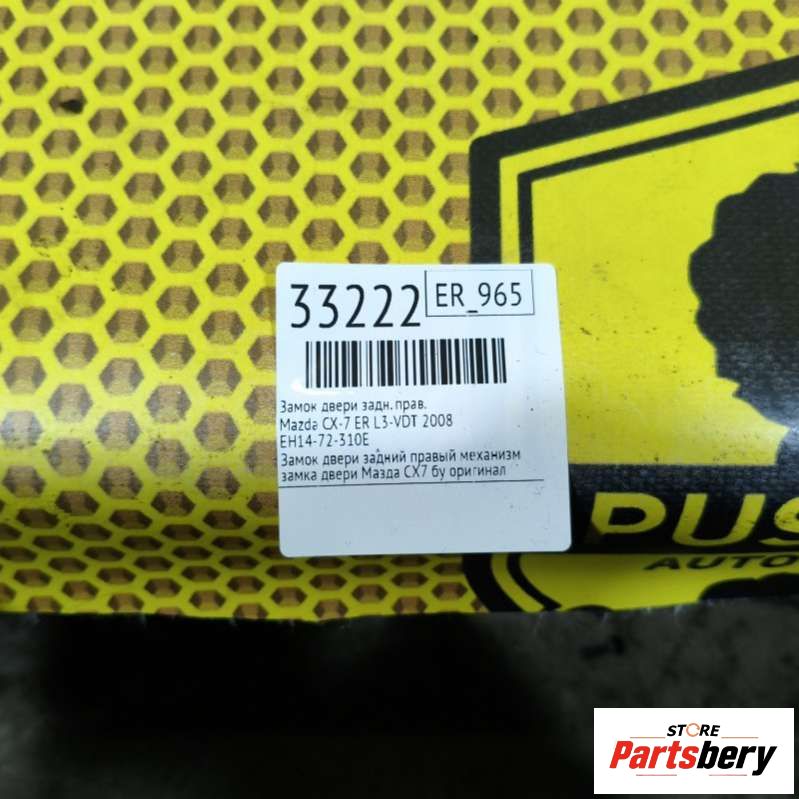 33222
ER_965
Замок двери задн. прав.
Mazda CX-7 ER L3-VDT 2008
EH14-72-310E
Замок двери задний правый механизм
замка двери Мазда СХ7 бу оригинал
PUS
AUTO
STORE
Partsbery